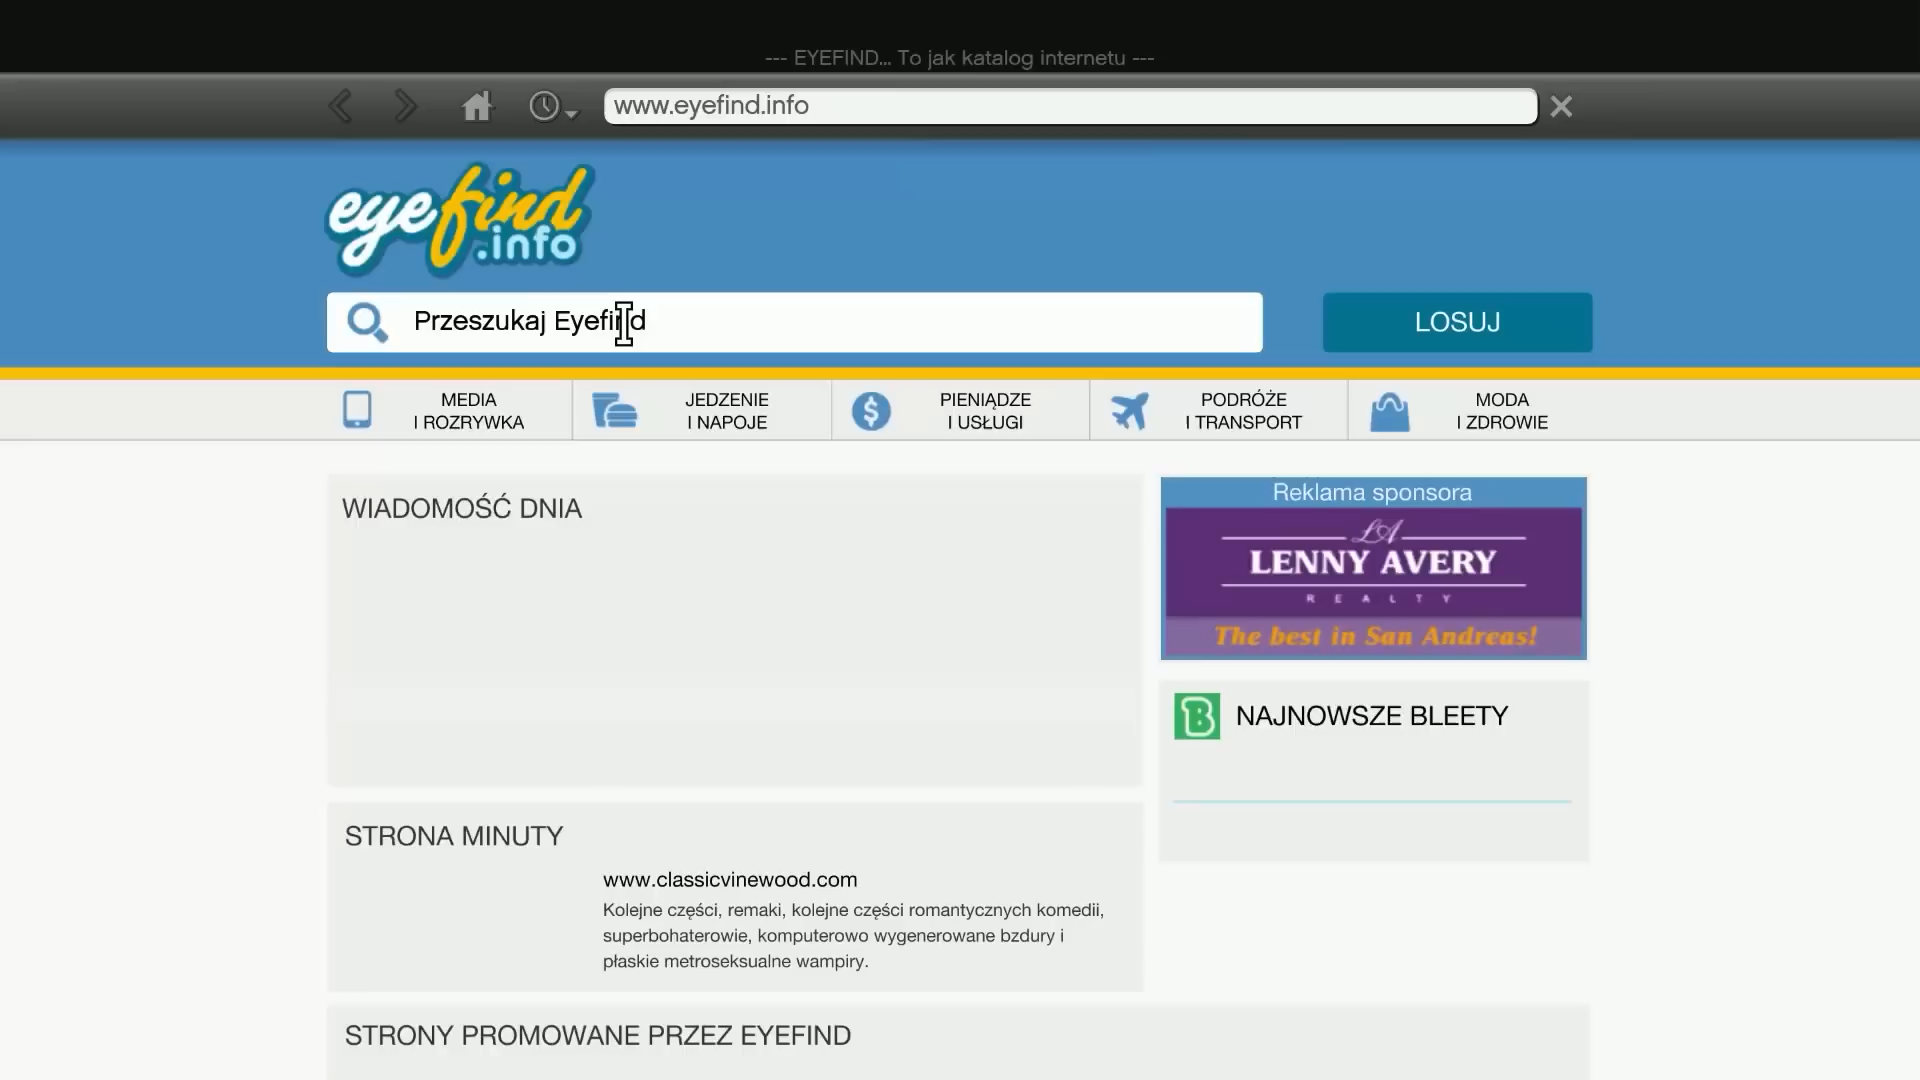 --- EYEFIND... To jak katalog internetu ---
www.eyefind.info
eyefind
.info
Przeszukaj Eyefind
LOSUJ
MEDIA
I ROZRYWKA
JEDZENIE
I NAPOJE
PIENIĄDZE
I USŁUGI
PODRÓŻE
I TRANSPORT
MODA
I ZDROWIE
WIADOMOŚĆ DNIA
Reklama sponsora
LA
LENNY AVERY
REALTY
The best in San Andreas!
B
NAJNOWSZE BLEETY
STRONA MINUTY
www.classicvinewood.com
Kolejne części, remaki, kolejne części romantycznych komedii,
superbohaterowie, komputerowo wygenerowane bzdury i
płaskie metroseksualne wampiry.
STRONY PROMOWANE PRZEZ EYEFIND